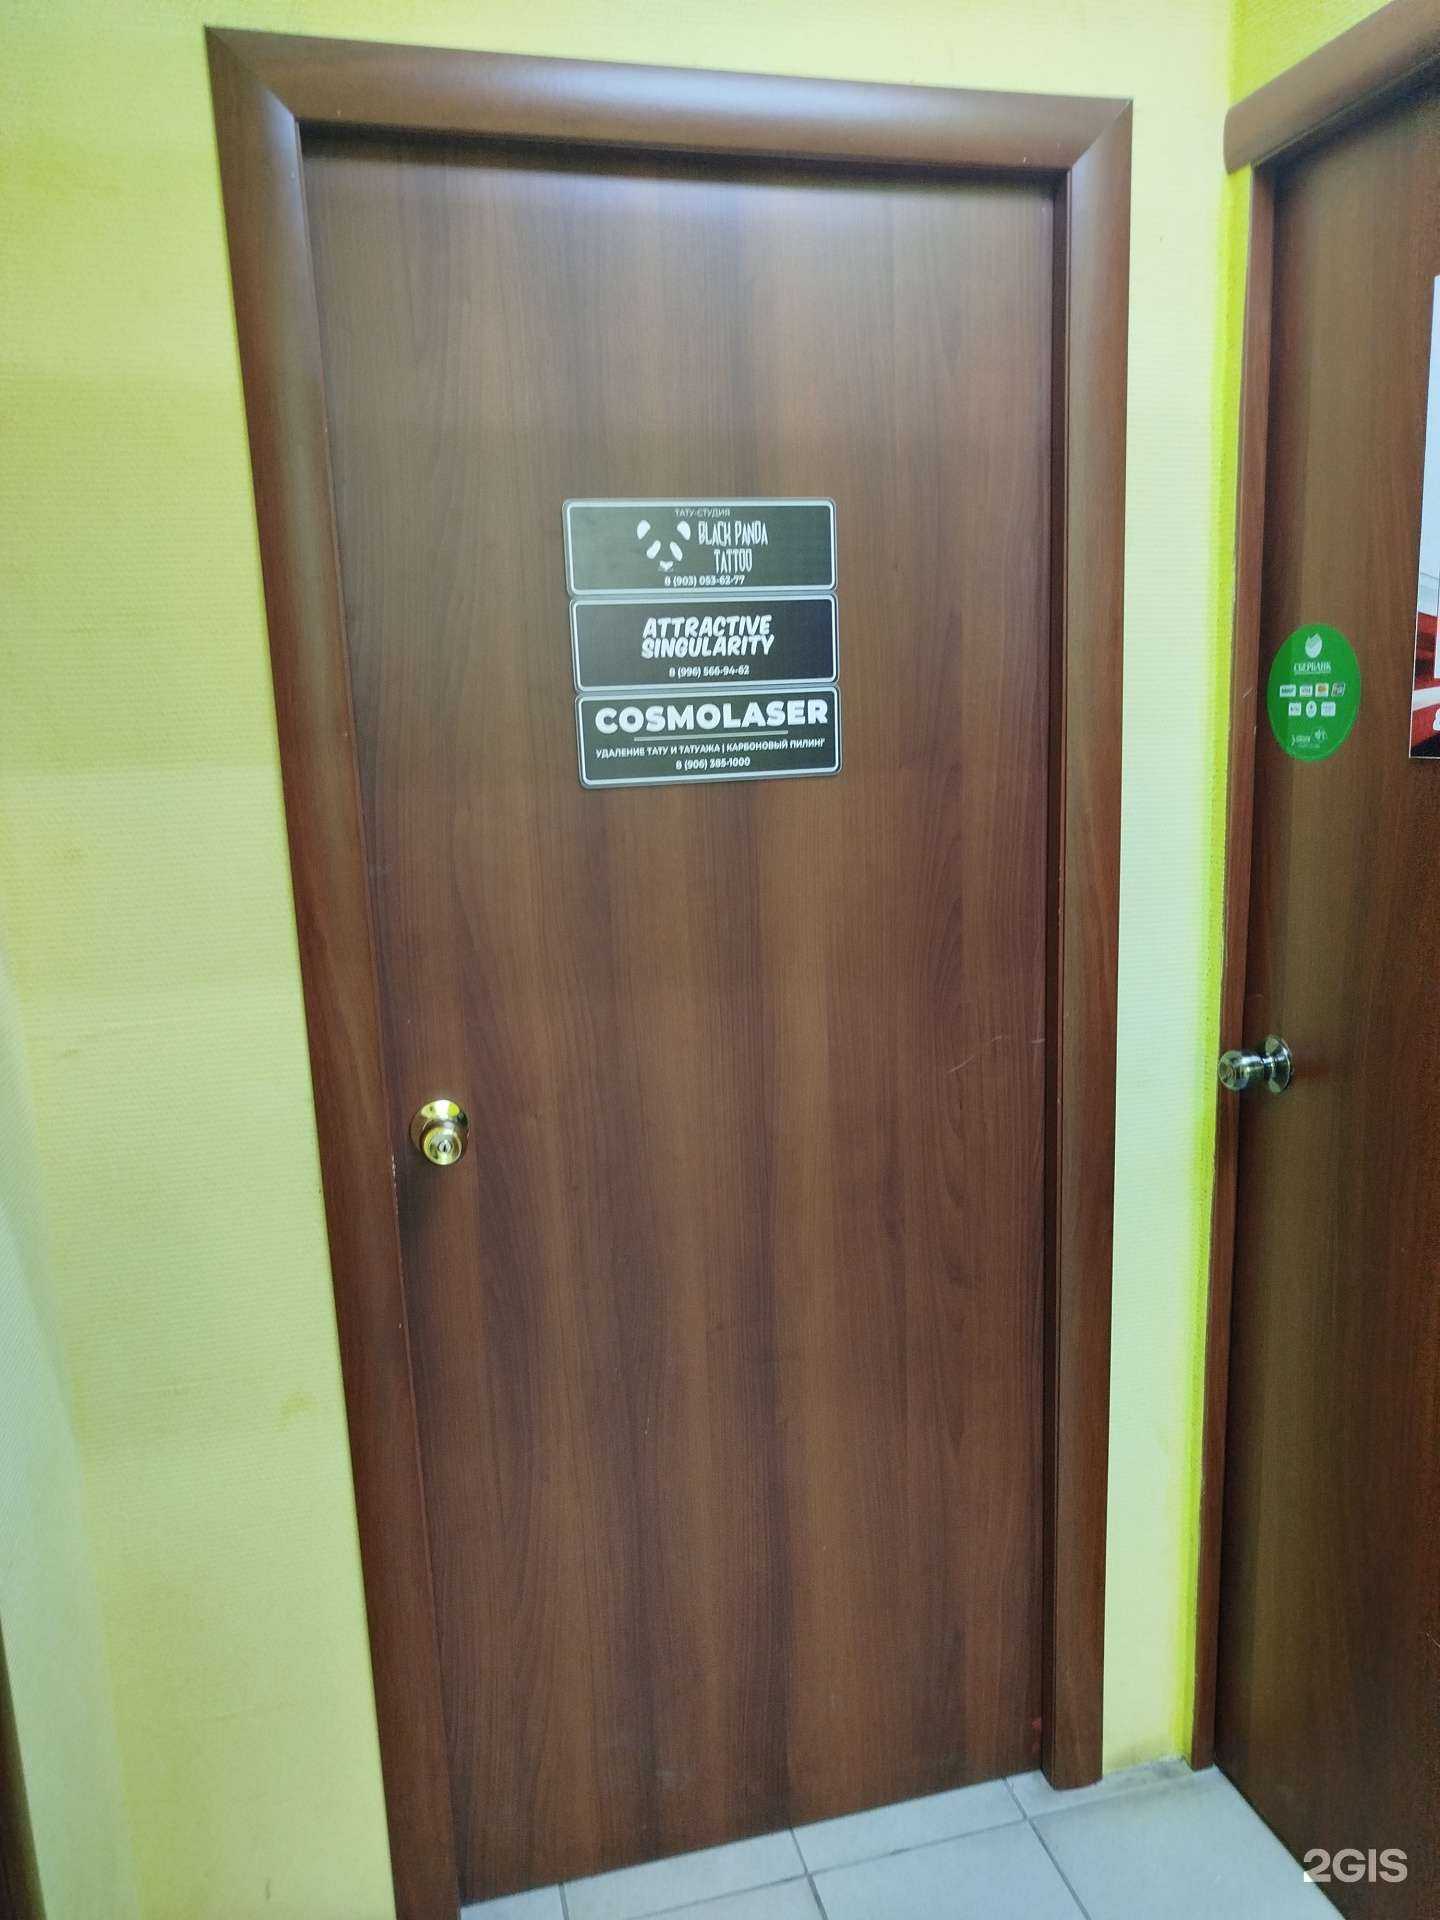 ТАТУ-СТУДИЯ
BLACK PANDA
TATTOO
8 (903) 053-62-77
ATTRACTIVE
SINGULARITY
8 (996) 566-94-62
COSMOLASER
УДАЛЕНИЕ ТАТУ И ТАТУАЖА | КАРБОНОВЫЙ ПИЛИНГ
8 (906) 385-1000
СБЕРБАНК
2GIS